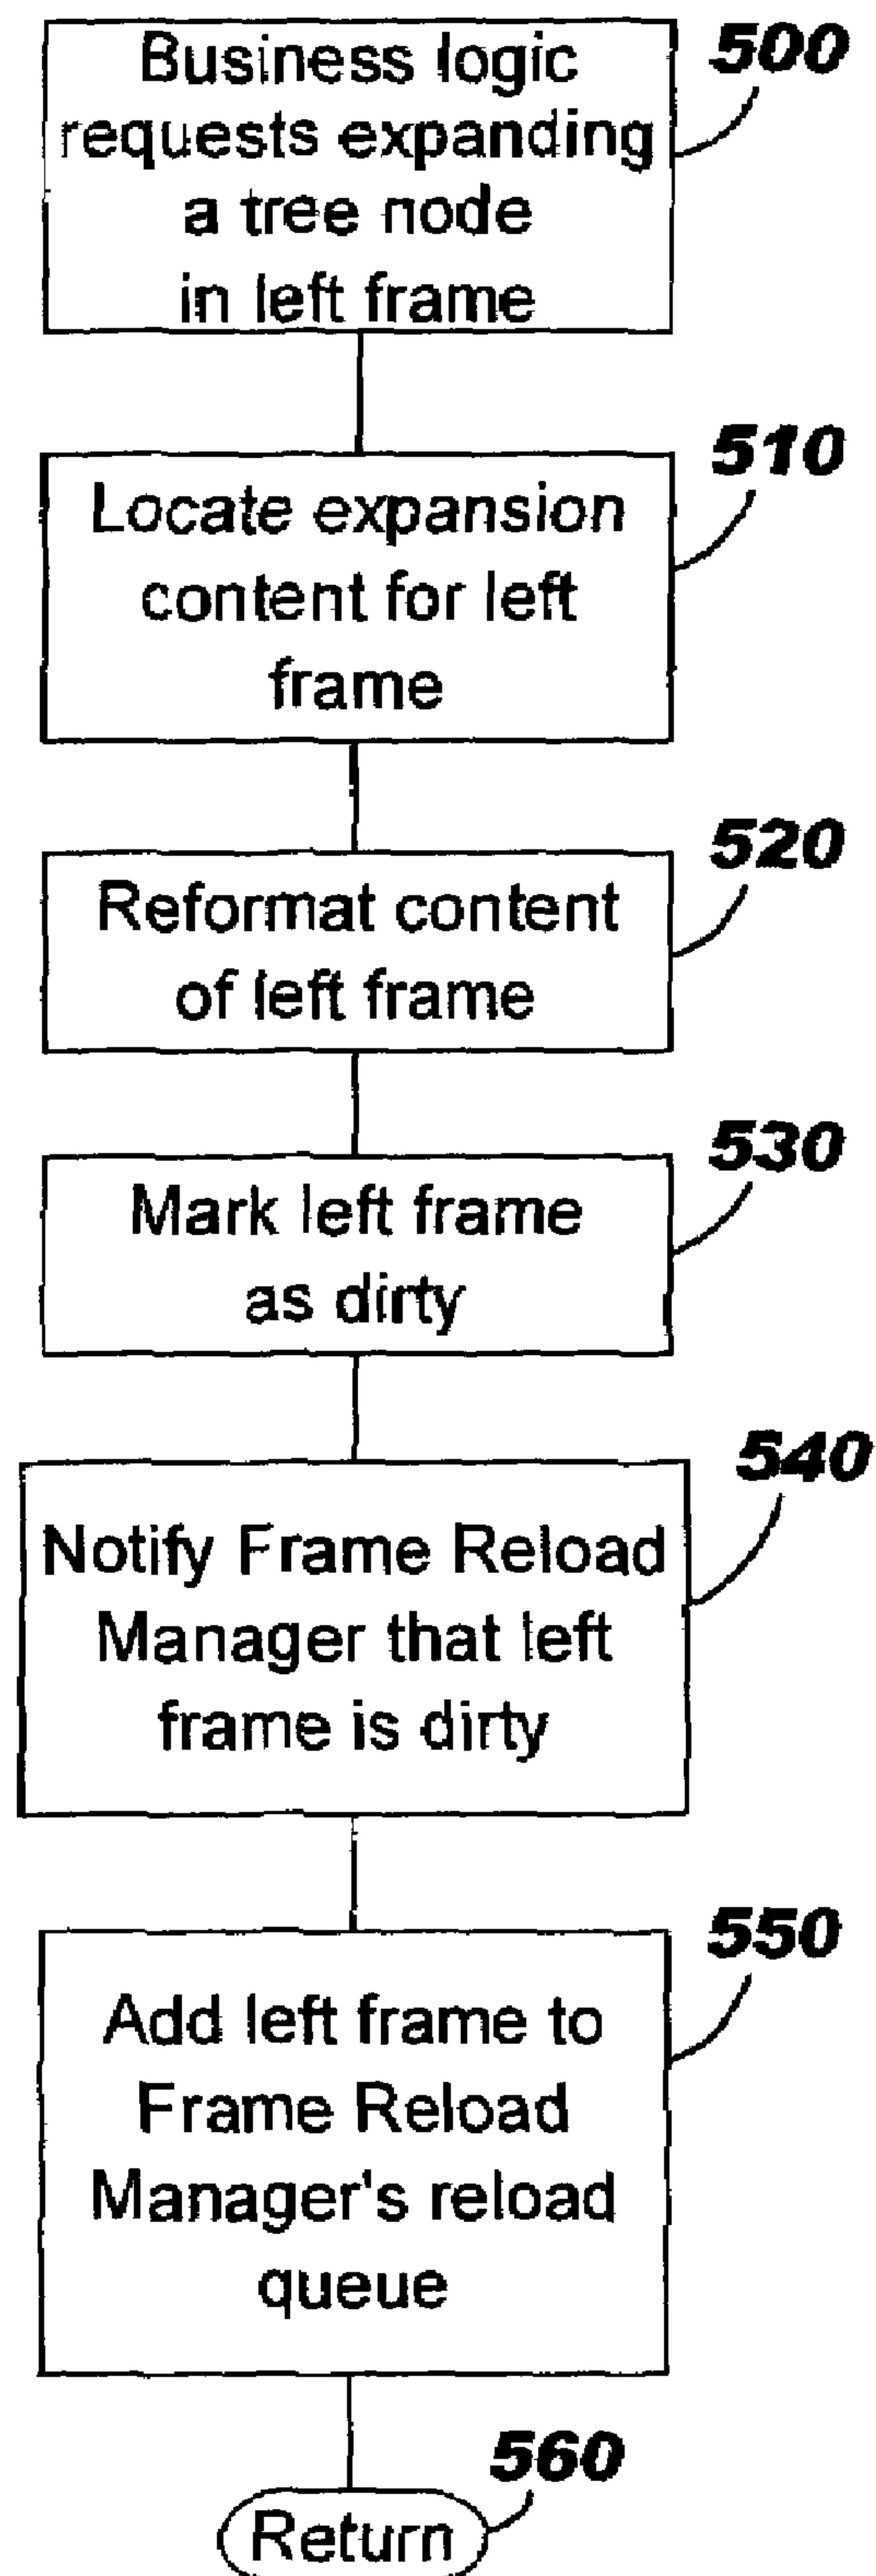 Business logic
requests expanding
a tree node
in left frame
500
Locate expansion
content for left
frame
510
Reformat content
of left frame
520
Mark left frame
as dirty
530
Notify Frame Reload
Manager that left
frame is dirty
540
Add left frame to
Frame Reload
Manager's reload
queue
550
Return
560